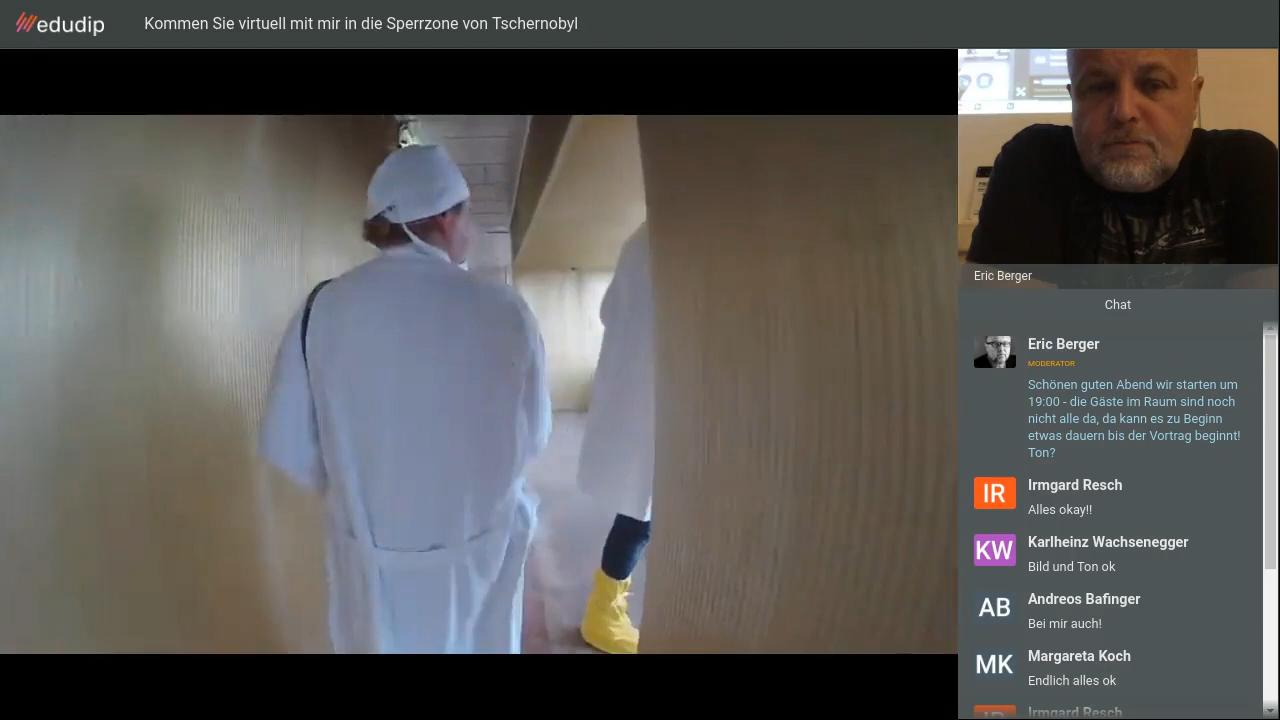 edudip
Kommen Sie virtuell mit mir in die Sperrzone von Tschernobyl
Eric Berger
Chat
Eric Berger
MODERATOR
Schönen guten Abend wir starten um
19:00 - die Gäste im Raum sind noch
nicht alle da, da kann es zu Beginn
etwas dauern bis der Vortrag beginnt!
Ton?
IR
Irmgard Resch
Alles okay!!
KW
Karlheinz Wachsenegger
Bild und Ton ok
AB
Andreos Bafinger
Bei mir auch!
MK
Margareta Koch
Endlich alles ok
IR
Irmgard Resch